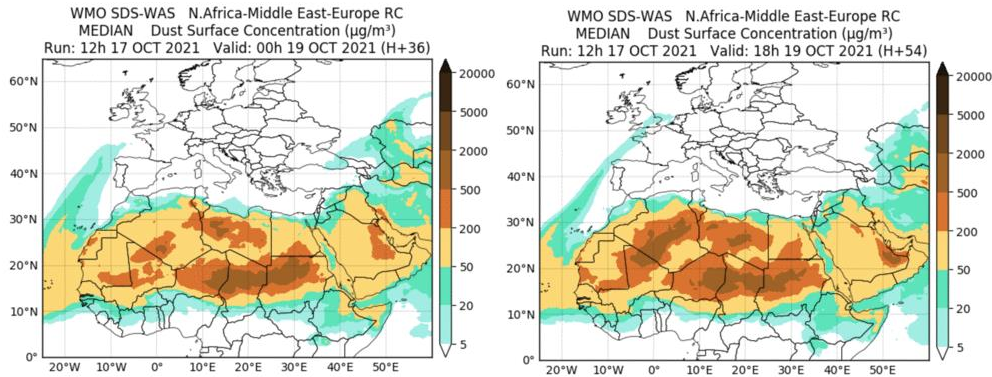 WMO SDS-WAS N.Africa-Middle East-Europe RC
MEDIAN Dust Surface Concentration (µg/m³)
Run: 12h 17 OCT 2021 Valid: 00h 19 OCT 2021 (H+36)
60°N
50°N
40°N
30°N
20°N
10°N
0°
20°W
10°W
0°
10°E
20°E
30°E
40°E
50°E
20000
5000
2000
500
200
50
20
5
WMO SDS-WAS N.Africa-Middle East-Europe RC
MEDIAN Dust Surface Concentration (µg/m³)
Run: 12h 17 OCT 2021 Valid: 18h 19 OCT 2021 (H+54)
60°N
50°N
40°N
30°N
20°N
10°N
0°
20°W
10°W
0°
10°E
20°E
30°E
40°E
50°E
20000
5000
2000
500
200
50
20
5